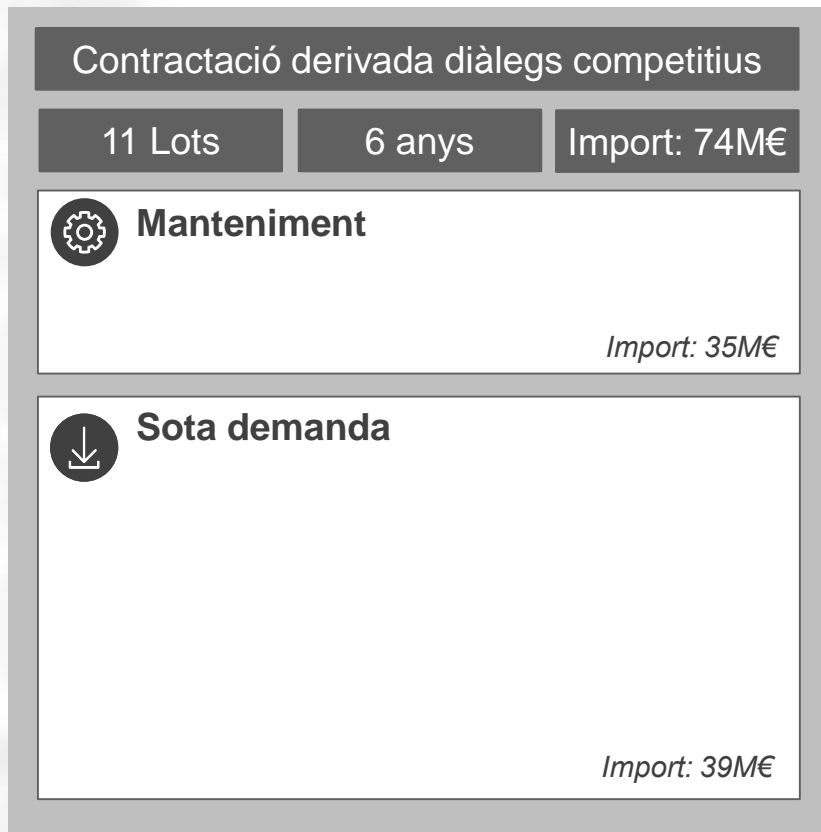 Contractació derivada diàlegs competitius
11 Lots
6 anys
Import: 74M€
Manteniment
Import: 35M€
Sota demanda
Import: 39M€